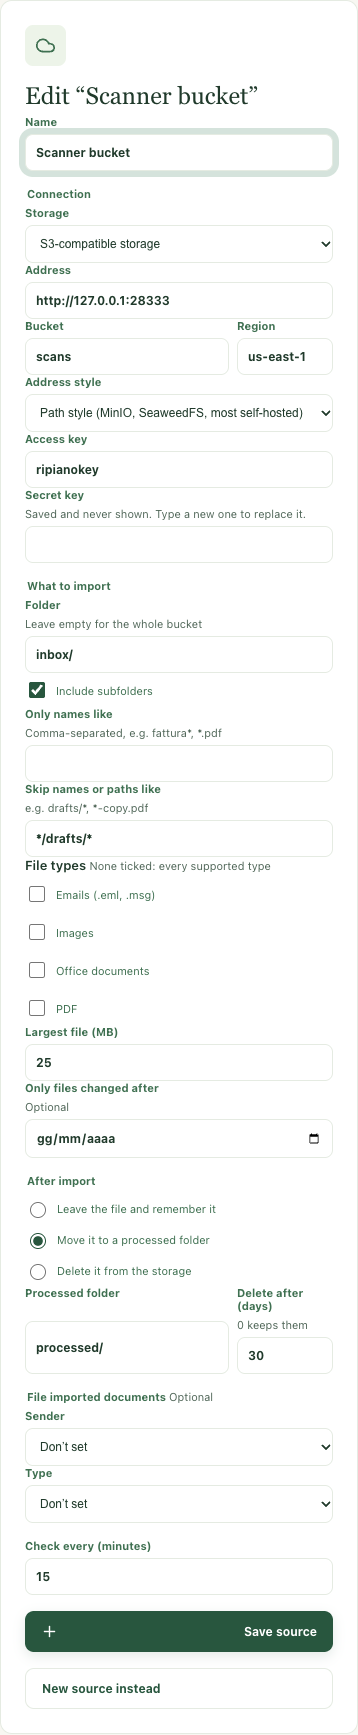 Edit “Scanner bucket”
Name
Scanner bucket
Connection
Storage
S3-compatible storage
Address
http://127.0.0.1:28333
Bucket Region
scans us-east-1
Address style
Path style (MinIO, SeaweedFS, most self-hosted)
Access key
ripianokey
Secret key
Saved and never shown. Type a new one to replace it.
What to import
Folder
Leave empty for the whole bucket
inbox/
Include subfolders
Only names like
Comma-separated, e.g. fattura*, *.pdf
Skip names or paths like
e.g. drafts/*, *-copy.pdf
*/drafts/*
File types None ticked: every supported type
Emails (.eml, .msg)
Images
Office documents
PDF
Largest file (MB)
25
Only files changed after
Optional
gg/mm/aaaa
After import
Leave the file and remember it
Move it to a processed folder
Delete it from the storage
Processed folder
processed/
Delete after
(days)
0 keeps them
30
File imported documents Optional
Sender
Don’t set
Type
Don’t set
Check every (minutes)
15
+ Save source
New source instead